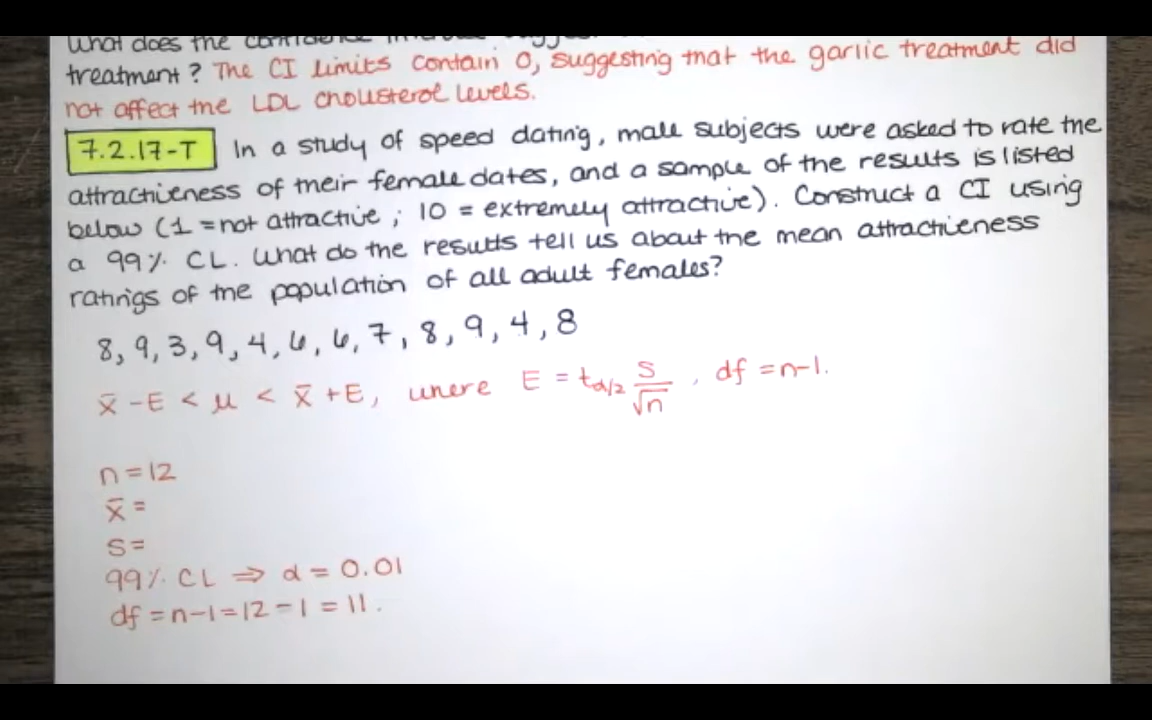 What does the confidence
treatment? The CI limits contain 0, suggesting that the garlic treatment did
not affect the LDL cholusterol levels.
7.2.17-T In a study of speed dating, male subjects were asked to rate the
attractiveness of their female dates, and a sample of the results is listed
below (1 = not attractive; 10 = extremely attractive). Construct a CI using
a 99% CL. What do the results tell us about the mean attractiveness
ratings of the population of all adult females?
8, 9, 3, 9, 4, 6, 6, 7, 8, 9, 4, 8
x̄ - E < μ < x̄ + E, where E = tα/2 s/√n, df = n-1.
n = 12
x̄ =
s =
99% CL ⇒ α = 0.01
df = n-1 = 12-1 = 11.